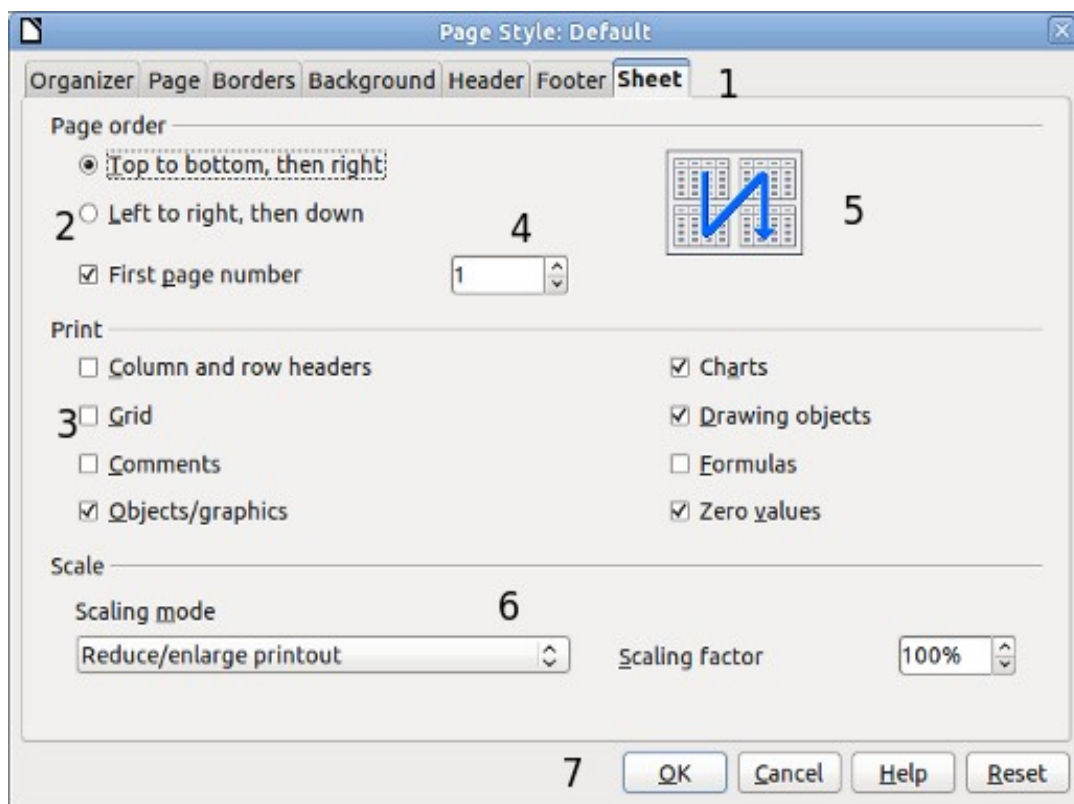 Page Style: Default
Organizer Page Borders Background Header Footer Sheet 1
Page order
Top to bottom, then right
2 Left to right, then down 4 5
First page number 1
Print
Column and row headers Charts
3 Grid Drawing objects
Comments Formulas
Objects/graphics Zero values
Scale
Scaling mode 6
Reduce/enlarge printout Scaling factor 100%
7 OK Cancel Help Reset